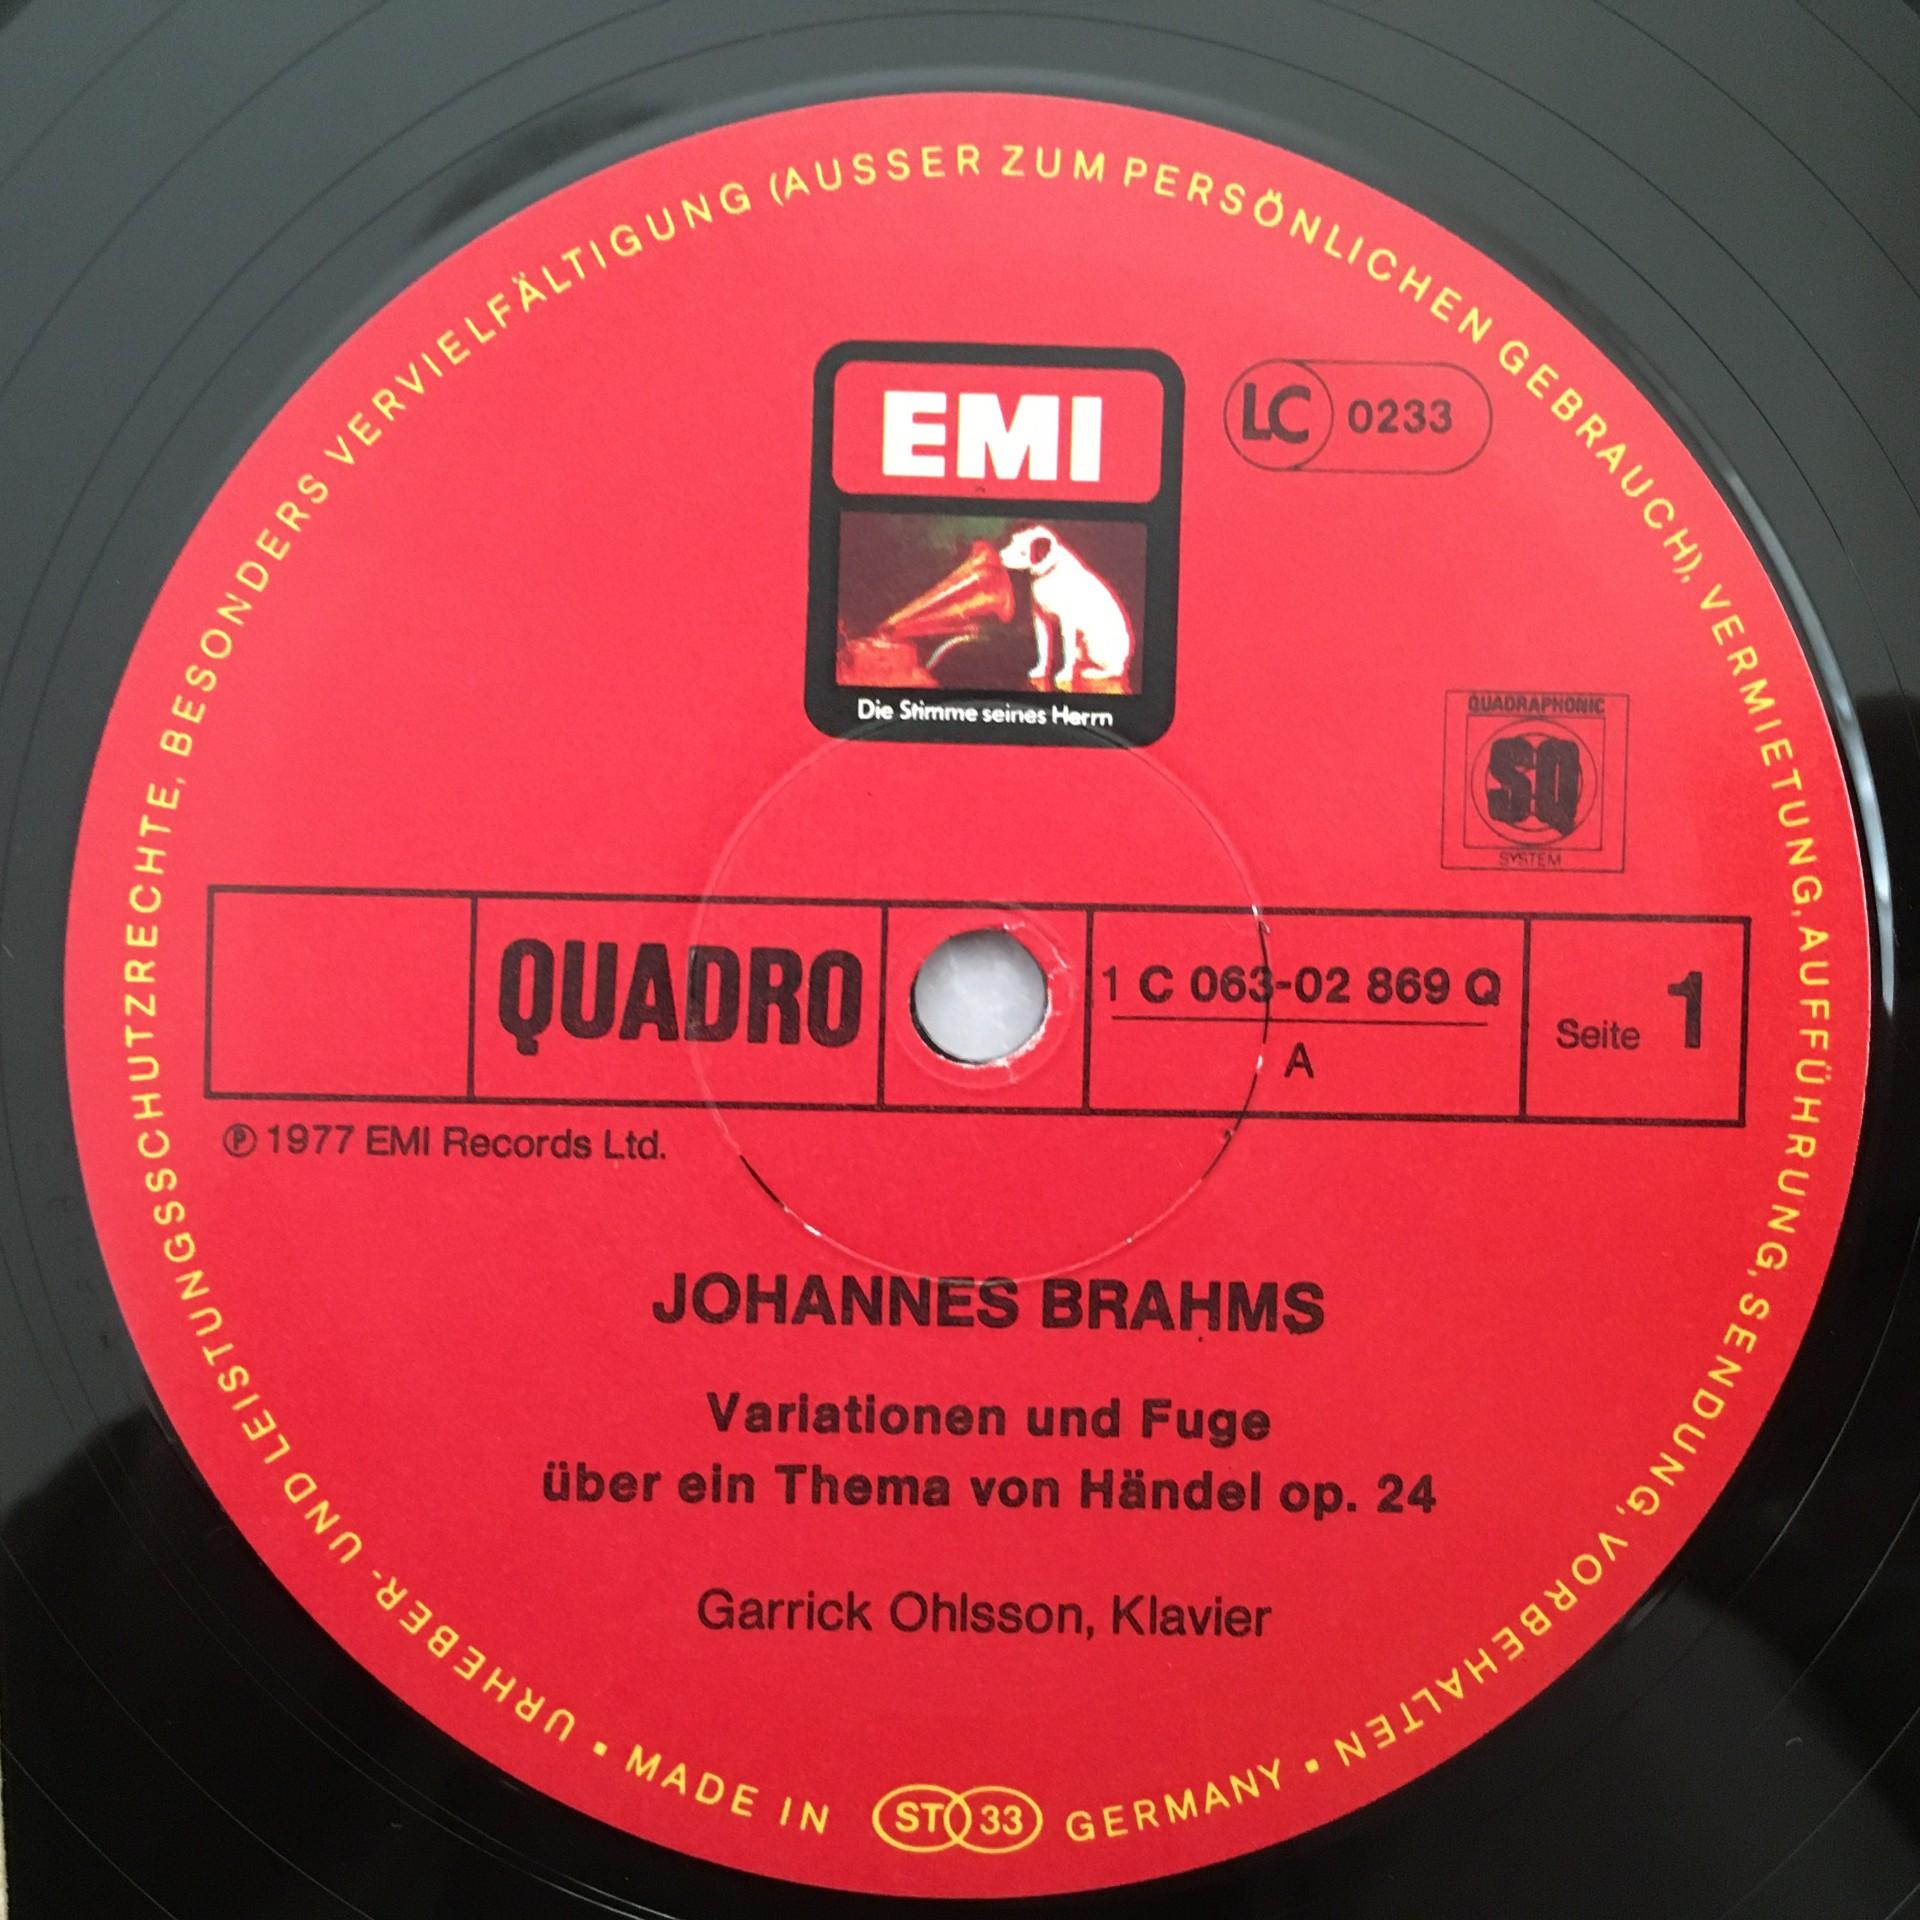 URHEBER- UND LEISTUNGSSCHUTZRECHTE, BESONDERS VERVIELFÄLTIGUNG (AUSSER ZUM PERSÖNLICHEN GEBRAUCH), VERMIETUNG, AUFFÜHRUNG, SENDUNG, VORBEHALTEN •
EMI
LC 0233
Die Stimme seines Herrn
QUADRAPHONIC
SQ
SYSTEM
QUADRO
1 C 063-02 869 Q
A
Seite 1
℗ 1977 EMI Records Ltd.
JOHANNES BRAHMS
Variationen und Fuge
über ein Thema von Händel op. 24
Garrick Ohlsson, Klavier
• MADE IN ST 33 GERMANY